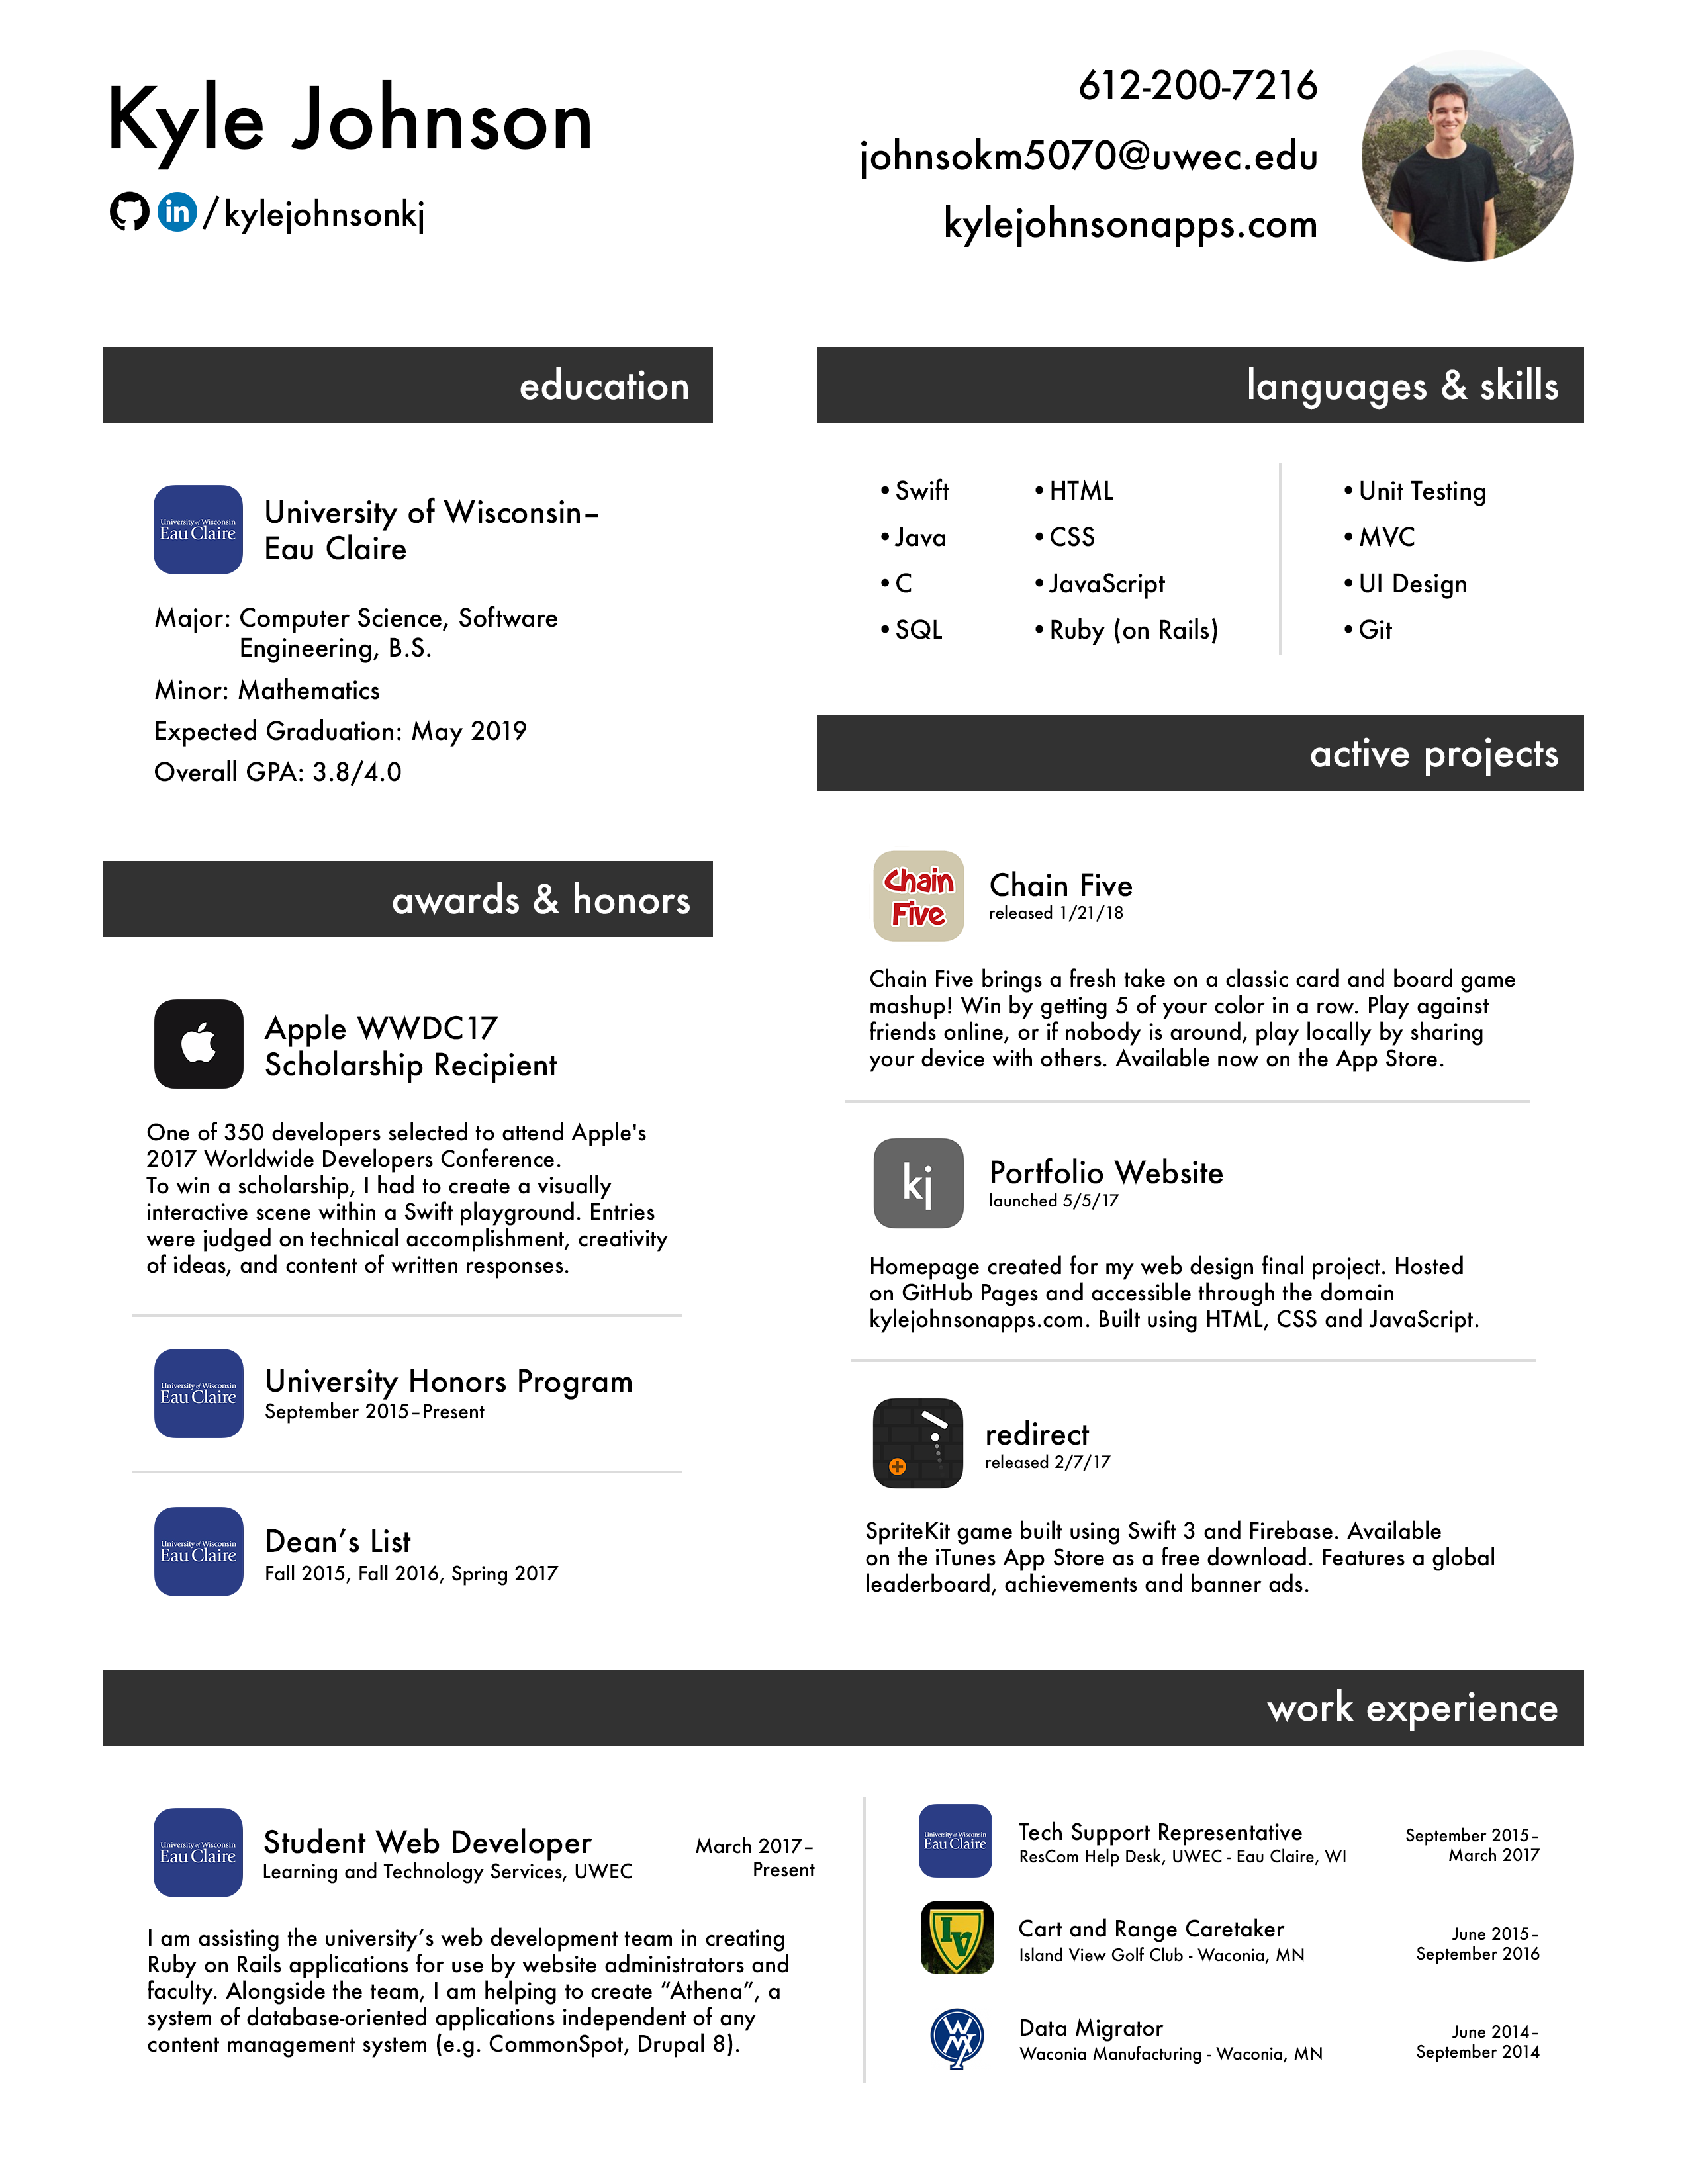 Kyle Johnson
in /kylejohnsonkj
612-200-7216
johnsokm5070@uwec.edu
kylejohnsonapps.com
education
University of Wisconsin
Eau Claire
University of Wisconsin–
Eau Claire
Major: Computer Science, Software
Engineering, B.S.
Minor: Mathematics
Expected Graduation: May 2019
Overall GPA: 3.8/4.0
awards & honors
Apple WWDC17
Scholarship Recipient
One of 350 developers selected to attend Apple's
2017 Worldwide Developers Conference.
To win a scholarship, I had to create a visually
interactive scene within a Swift playground. Entries
were judged on technical accomplishment, creativity
of ideas, and content of written responses.
University of Wisconsin
Eau Claire
University Honors Program
September 2015–Present
University of Wisconsin
Eau Claire
Dean’s List
Fall 2015, Fall 2016, Spring 2017
languages & skills
• Swift
• Java
• C
• SQL
• HTML
• CSS
• JavaScript
• Ruby (on Rails)
• Unit Testing
• MVC
• UI Design
• Git
active projects
Chain
Five
Chain Five
released 1/21/18
Chain Five brings a fresh take on a classic card and board game
mashup! Win by getting 5 of your color in a row. Play against
friends online, or if nobody is around, play locally by sharing
your device with others. Available now on the App Store.
kj
Portfolio Website
launched 5/5/17
Homepage created for my web design final project. Hosted
on GitHub Pages and accessible through the domain
kylejohnsonapps.com. Built using HTML, CSS and JavaScript.
redirect
released 2/7/17
SpriteKit game built using Swift 3 and Firebase. Available
on the iTunes App Store as a free download. Features a global
leaderboard, achievements and banner ads.
work experience
University of Wisconsin
Eau Claire
Student Web Developer
Learning and Technology Services, UWEC
March 2017–
Present
I am assisting the university’s web development team in creating
Ruby on Rails applications for use by website administrators and
faculty. Alongside the team, I am helping to create “Athena”, a
system of database-oriented applications independent of any
content management system (e.g. CommonSpot, Drupal 8).
University of Wisconsin
Eau Claire
Tech Support Representative
ResCom Help Desk, UWEC - Eau Claire, WI
September 2015–
March 2017
IV
Cart and Range Caretaker
Island View Golf Club - Waconia, MN
June 2015–
September 2016
Data Migrator
Waconia Manufacturing - Waconia, MN
June 2014–
September 2014